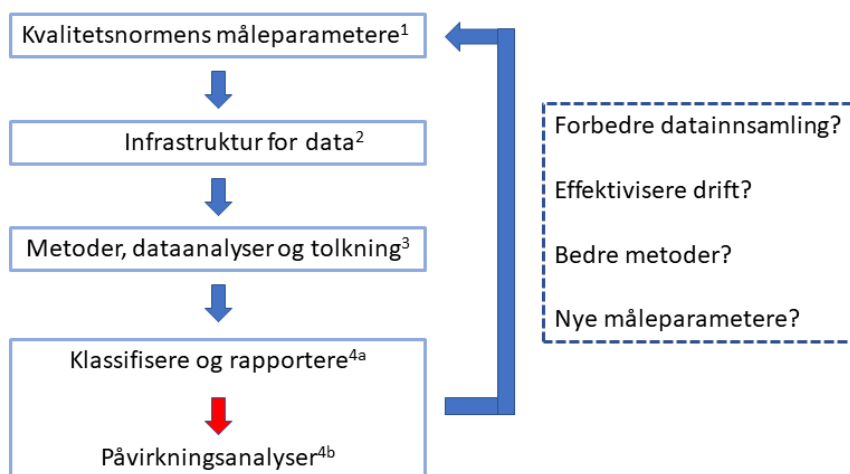 Kvalitetsnormens måleparametere¹
Infrastruktur for data²
Metoder, dataanalyser og tolkning³
Klassifisere og rapportere⁴ᵃ
Påvirkningsanalyser⁴ᵇ
Forbedre datainnsamling?
Effektivisere drift?
Bedre metoder?
Nye måleparametere?